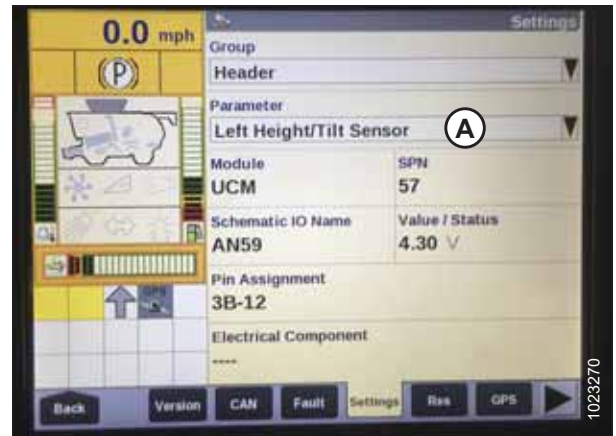 0.0 mph
(P)
Settings
Group
Header
Parameter
Left Height/Tilt Sensor
A
Module
SPN
UCM
57
Schematic IO Name
Value / Status
AN59
4.30 V
Pin Assignment
3B-12
Electrical Component
----
Back
Version
CAN
Fault
Settings
Rss
GPS
1023270